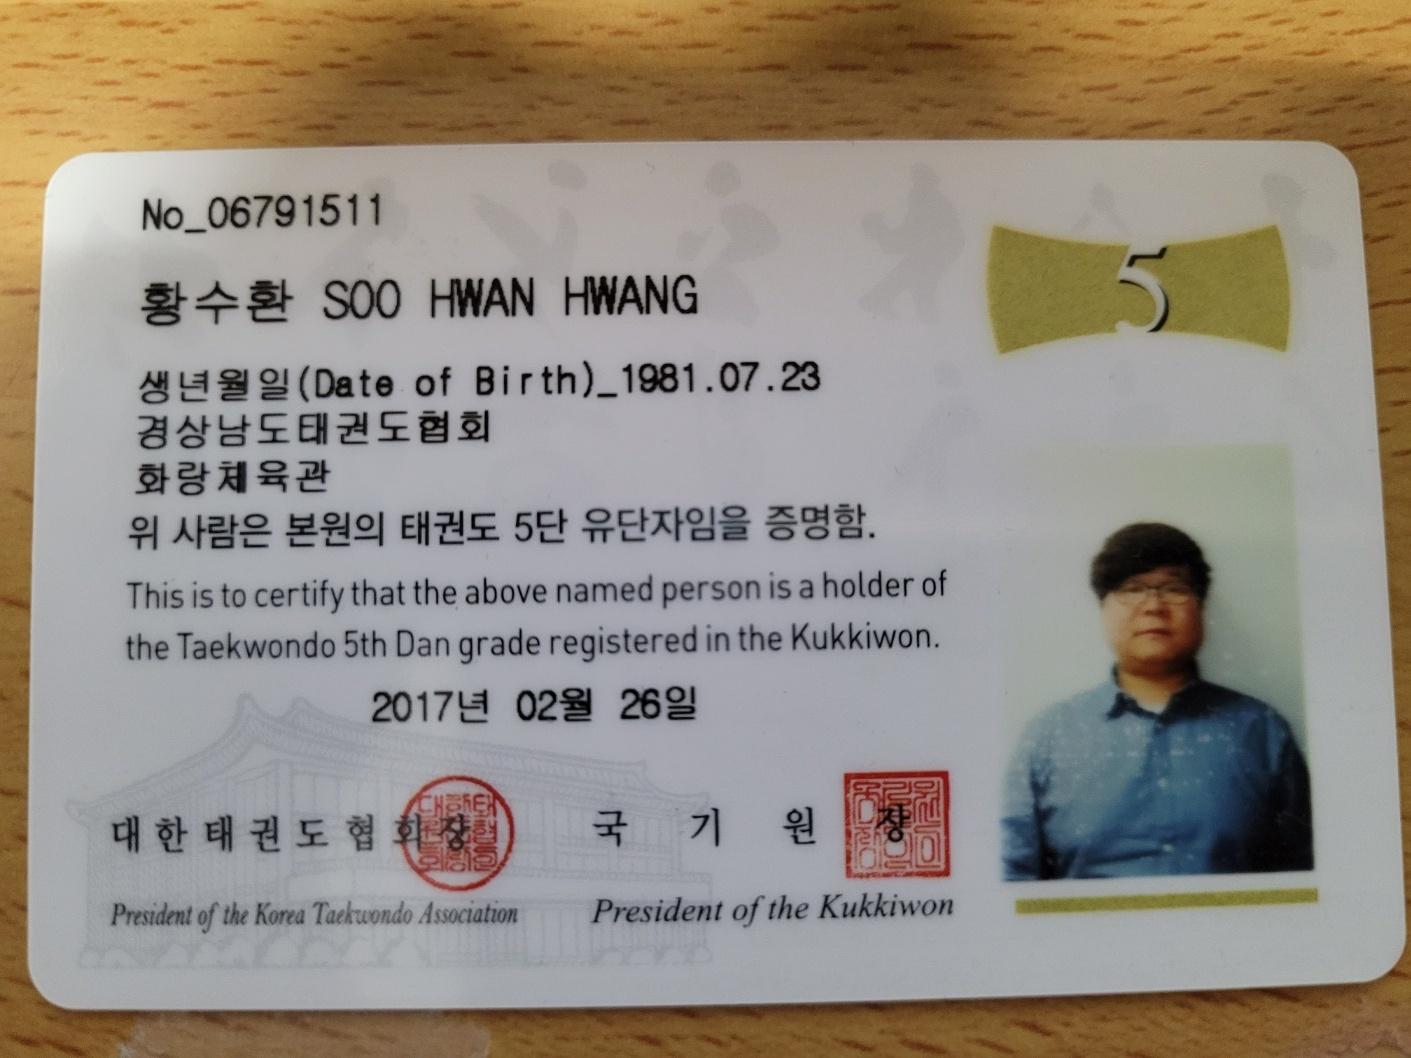 No_06791511
5
황수환 SOO HWAN HWANG
생년월일(Date of Birth)_1981.07.23
경상남도태권도협회
화랑체육관
위 사람은 본원의 태권도 5단 유단자임을 증명함.
This is to certify that the above named person is a holder of
the Taekwondo 5th Dan grade registered in the Kukkiwon.
2017년 02월 26일
대한태권도협회장 국기원장
President of the Korea Taekwondo Association President of the Kukkiwon